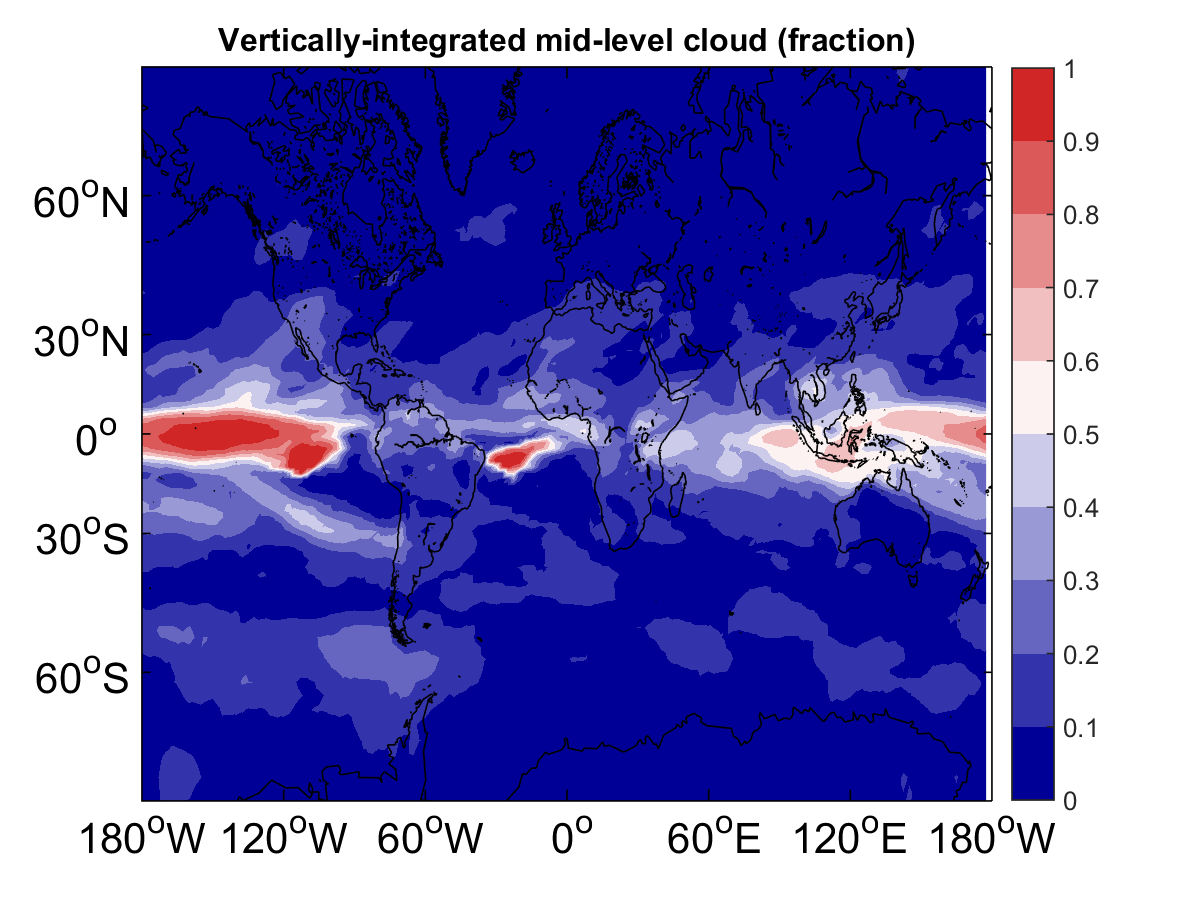 Vertically-integrated mid-level cloud (fraction)
1
0.9
0.8
0.7
0.6
0.5
0.4
0.3
0.2
0.1
0
60°N
30°N
0°
30°S
60°S
180°W 120°W 60°W 0° 60°E 120°E 180°W